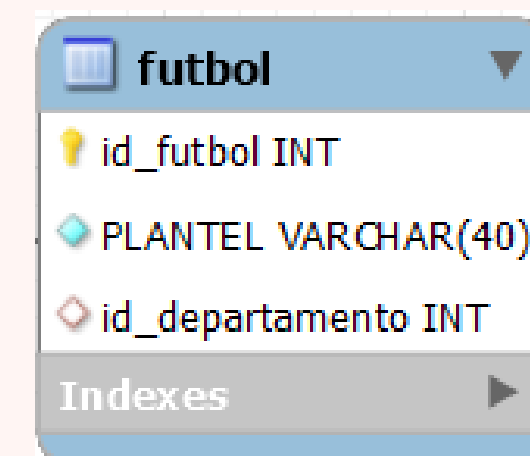 futbol
id_futbol INT
PLANTEL VARCHAR(40)
id_departamento INT
Indexes